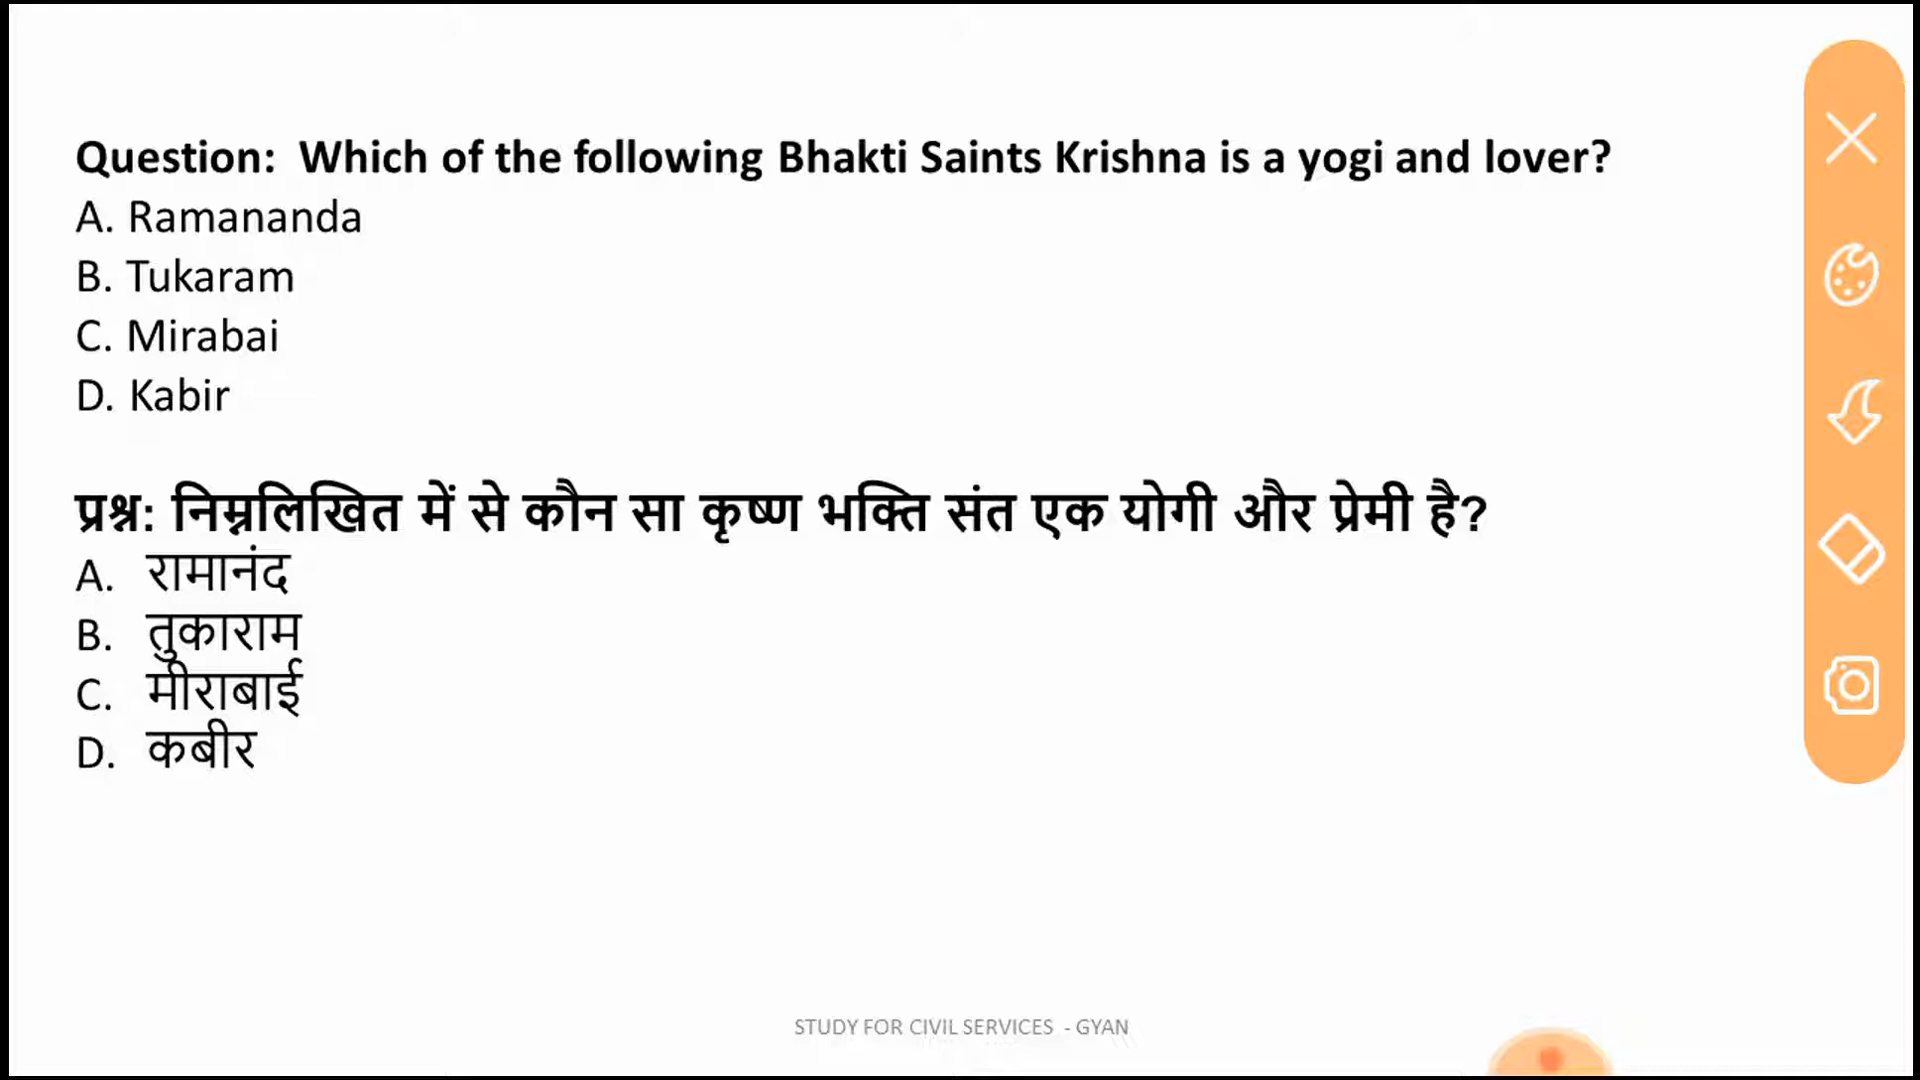 Question:  Which of the following Bhakti Saints Krishna is a yogi and lover?
A. Ramananda
B. Tukaram
C. Mirabai
D. Kabir
प्रश्न: निम्नलिखित में से कौन सा कृष्ण भक्ति संत एक योगी और प्रेमी है?
A. रामानंद
B. तुकाराम
C. मीराबाई
D. कबीर
STUDY FOR CIVIL SERVICES - GYAN